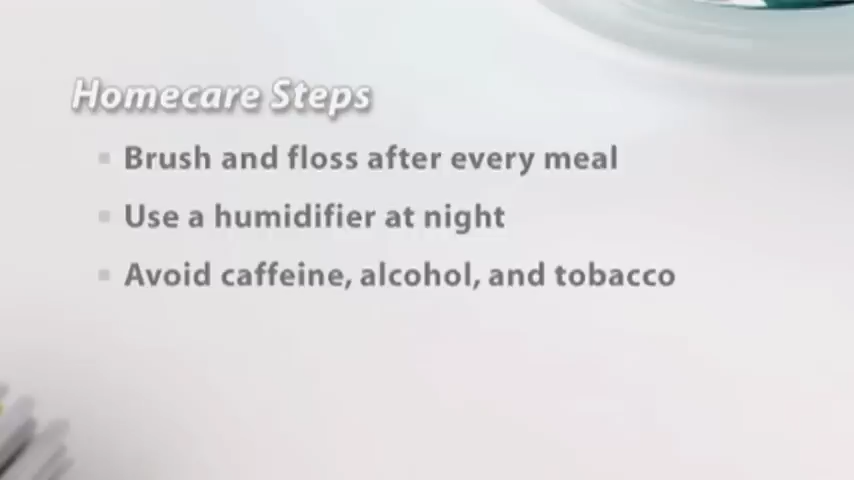 Homecare Steps
Brush and floss after every meal
Use a humidifier at night
Avoid caffeine, alcohol, and tobacco